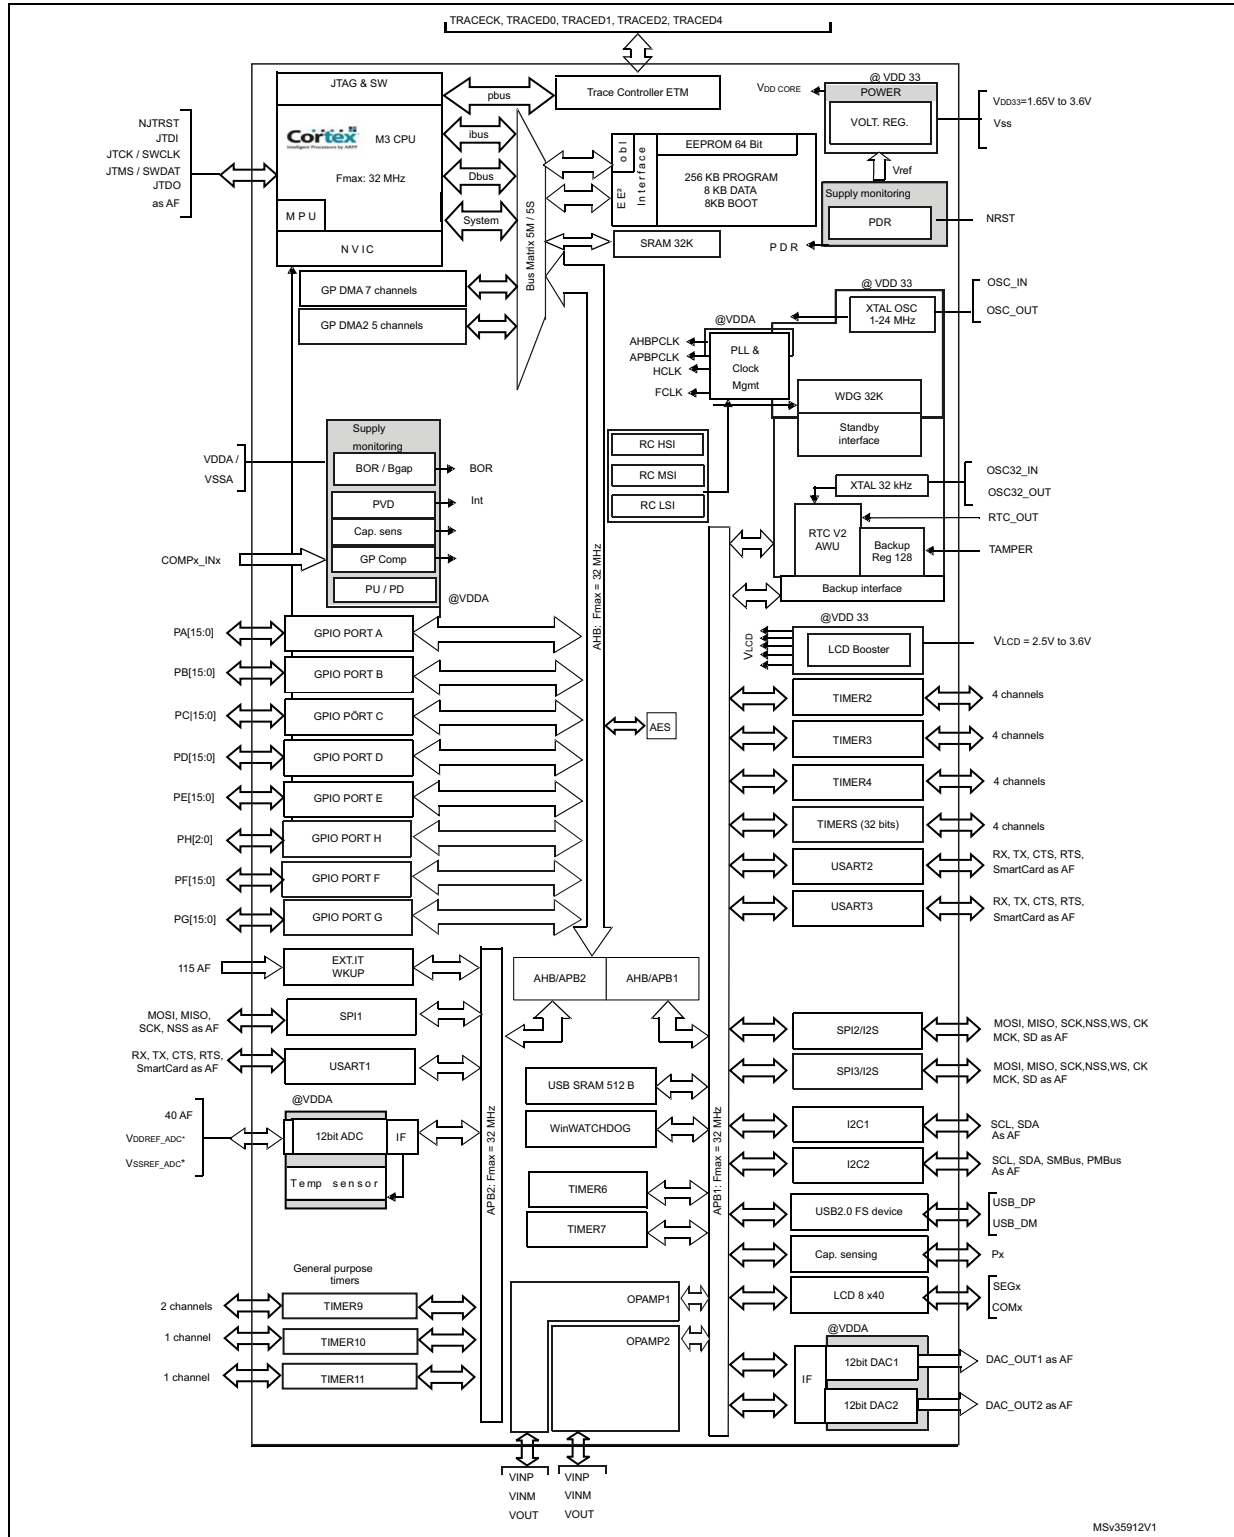 TRACECK, TRACED0, TRACED1, TRACED2, TRACED4
JTAG & SW
pbus
Trace Controller ETM
VDD CORE
@ VDD 33
POWER
VOLT. REG.
VDD33=1.65V to 3.6V
Vss
NJTRST
JTDI
JTCK / SWCLK
JTMS / SWDAT
JTDO
as AF
Cortex
Intelligent Processors by ARM
M3 CPU
Fmax: 32 MHz
M P U
N V I C
ibus
Dbus
System
Bus Matrix 5M / 5S
obl
EE² Interface
EEPROM 64 Bit
256 KB PROGRAM
8 KB DATA
8KB BOOT
SRAM 32K
Vref
Supply monitoring
PDR
P D R
NRST
GP DMA 7 channels
GP DMA2 5 channels
@ VDD 33
XTAL OSC
1-24 MHz
OSC_IN
OSC_OUT
@VDDA
AHBPCLK
APBPCLK
HCLK
FCLK
PLL &
Clock
Mgmt
WDG 32K
Standby
interface
RC HSI
RC MSI
RC LSI
Supply
monitoring
BOR / Bgap
PVD
Cap. sens
GP Comp
PU / PD
@VDDA
VDDA /
VSSA
COMPx_INx
BOR
Int
XTAL 32 kHz
OSC32_IN
OSC32_OUT
RTC V2
AWU
RTC_OUT
Backup
Reg 128
TAMPER
Backup interface
AHB: Fmax = 32 MHz
PA[15:0]
GPIO PORT A
PB[15:0]
GPIO PORT B
PC|15:0]
GPIO PÖRT C
PD[15:0]
GPIO PORT D
PE[15:0]
GPIO PORT E
PH[2:0]
GPIO PORT H
PF[15:0]
GPIO PORT F
PG[15:0]
GPIO PORT G
AES
@VDD 33
VLCD
LCD Booster
VLCD = 2.5V to 3.6V
TIMER2
4 channels
TIMER3
4 channels
TIMER4
4 channels
TIMERS (32 bits)
4 channels
USART2
RX, TX, CTS, RTS,
SmartCard as AF
USART3
RX, TX, CTS, RTS,
SmartCard as AF
115 AF
EXT.IT
WKUP
AHB/APB2
AHB/APB1
MOSI, MISO,
SCK, NSS as AF
SPI1
RX, TX, CTS, RTS,
SmartCard as AF
USART1
@VDDA
40 AF
VDDREF_ADC*
VSSREF_ADC*
12bit ADC
IF
Temp sensor
APB2: Fmax = 32 MHz
USB SRAM 512 B
WinWATCHDOG
TIMER6
TIMER7
APB1: Fmax = 32 MHz
SPI2/I2S
MOSI, MISO, SCK,NSS,WS, CK
MCK, SD as AF
SPI3/I2S
MOSI, MISO, SCK,NSS,WS, CK
MCK, SD as AF
I2C1
SCL, SDA
As AF
I2C2
SCL, SDA, SMBus, PMBus
As AF
USB2.0 FS device
USB_DP
USB_DM
Cap. sensing
Px
LCD 8 x40
SEGx
COMx
General purpose
timers
2 channels
TIMER9
1 channel
TIMER10
1 channel
TIMER11
OPAMP1
OPAMP2
@VDDA
IF
12bit DAC1
DAC_OUT1 as AF
12bit DAC2
DAC_OUT2 as AF
VINP
VINM
VOUT
VINP
VINM
VOUT
MSv35912V1